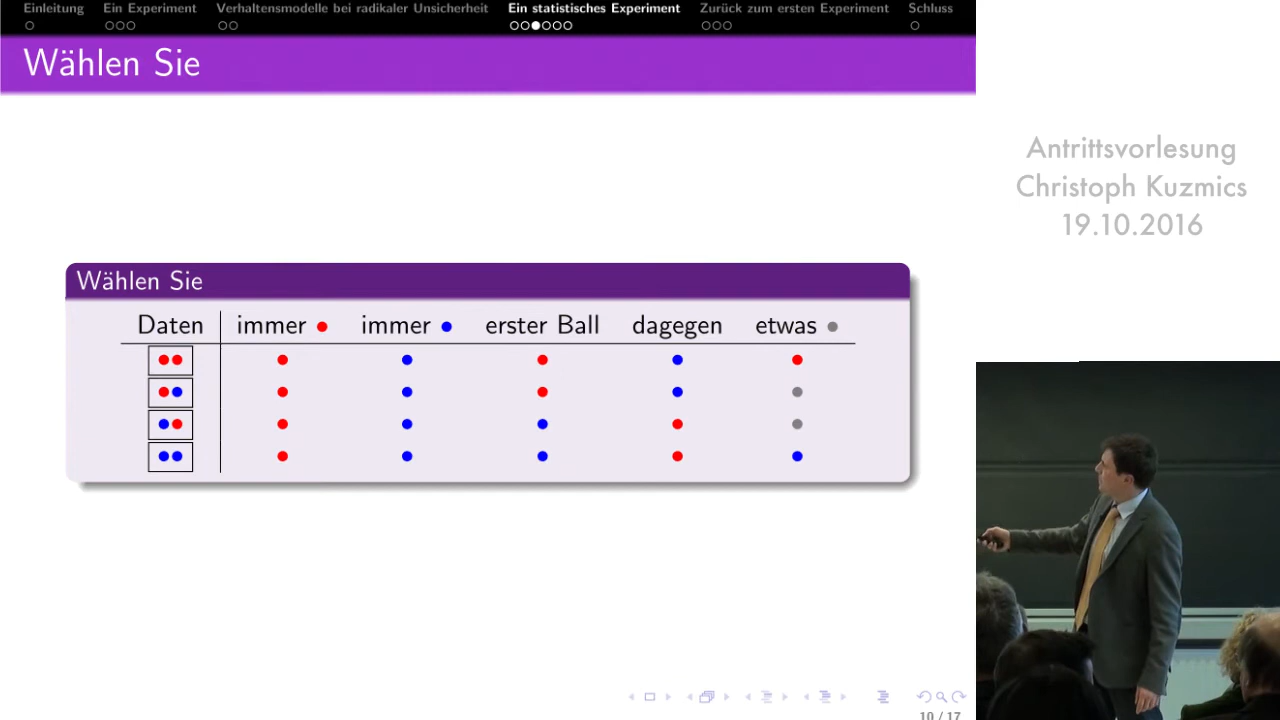 Einleitung Ein Experiment Verhaltensmodelle bei radikaler Unsicherheit Ein statistisches Experiment Zurück zum ersten Experiment Schluss
Wählen Sie
Antrittsvorlesung
Christoph Kuzmics
19.10.2016
Wählen Sie
Daten immer immer erster Ball dagegen etwas
10 / 17